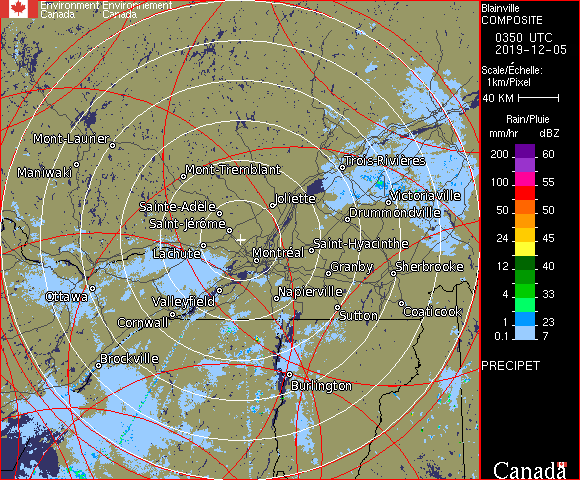 Environment Environnement
Canada Canada
Blainville
COMPOSITE
0350 UTC
2019-12-05
Scale/Échelle:
1km/Pixel
40 KM
Rain/Pluie
mm/hr dBZ
200 60
100 55
50 50
24 45
12 40
4 33
1 23
0.1 7
PRECIPET
Canada
Mont-Laurier
Maniwaki
Mont-Tremblant
Trois-Rivières
Joliette
Victoriaville
Sainte-Adèle
Drummondville
Saint-Jérôme
Lachute
Montréal
Saint-Hyacinthe
Granby
Sherbrooke
Ottawa
Valleyfield
Napierville
Cornwall
Sutton
Coaticook
Brockville
Burlington